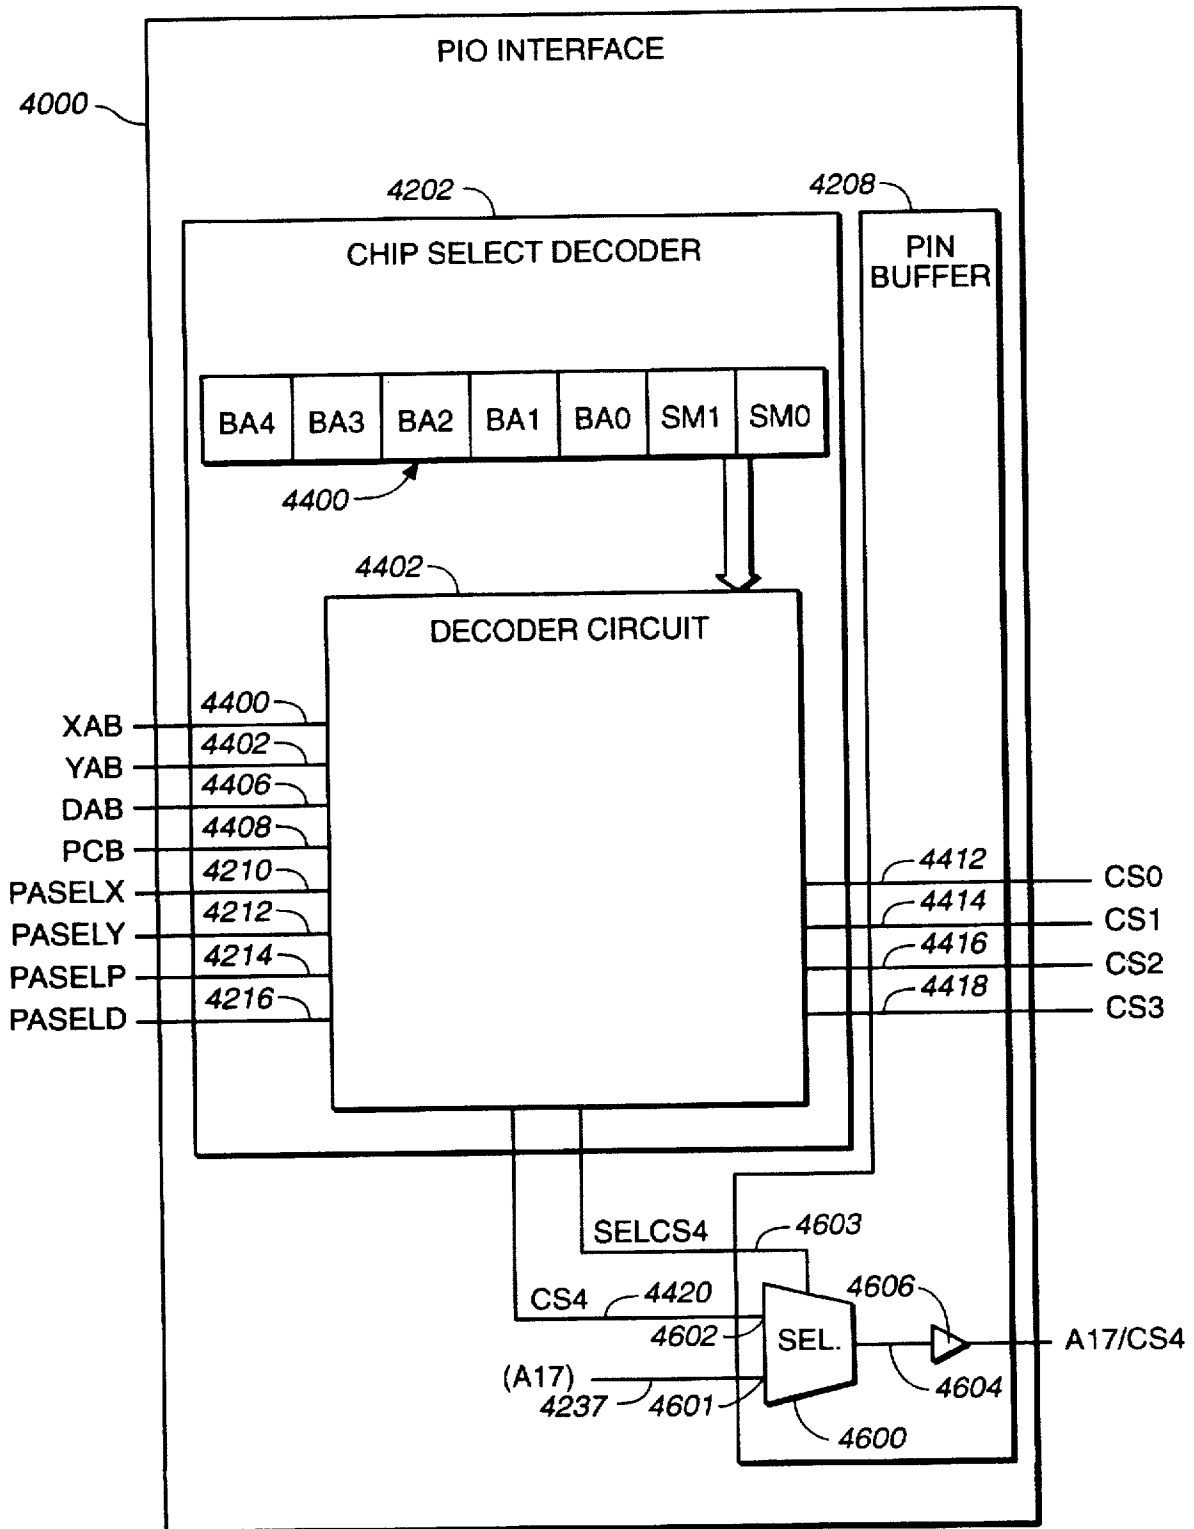 PIO INTERFACE
4000
4202
4208
CHIP SELECT DECODER
PIN
BUFFER
BA4 BA3 BA2 BA1 BA0 SM1 SM0
4400
4402
DECODER CIRCUIT
XAB 4400
YAB 4402
DAB 4406
PCB 4408
PASELX 4210
PASELY 4212
PASELP 4214
PASELD 4216
4412 CS0
4414 CS1
4416 CS2
4418 CS3
SELCS4 4603
CS4 4420
4602
SEL.
4606
A17/CS4
(A17)
4237
4601
4604
4600